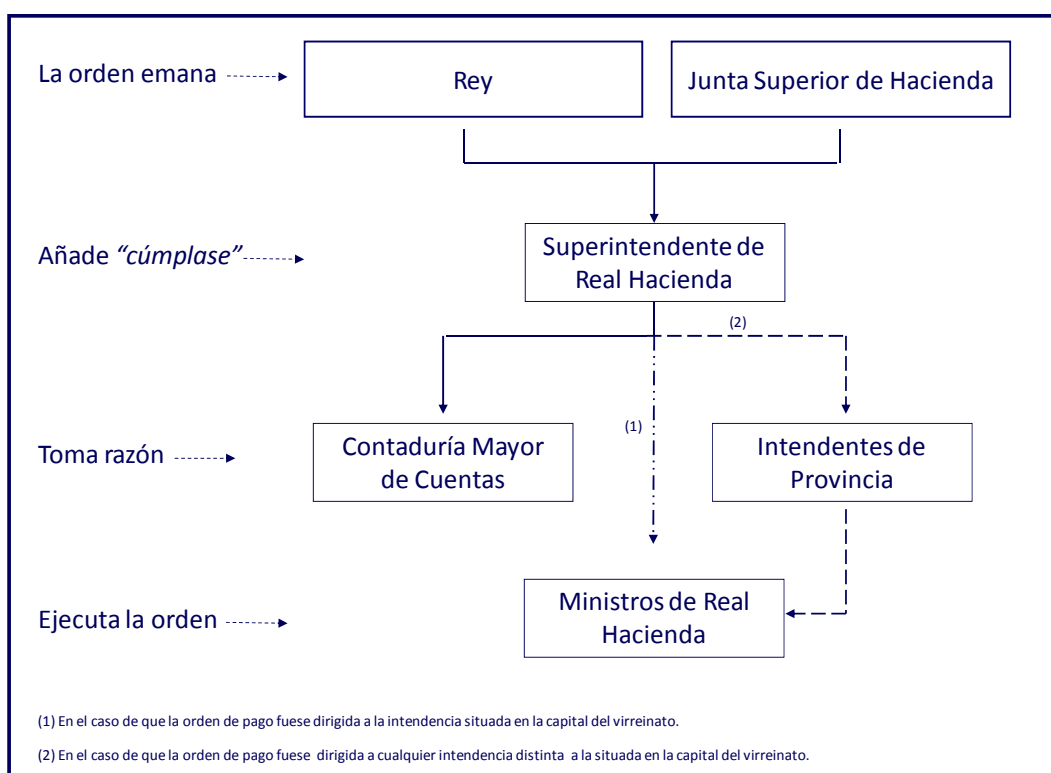 La orden emana
Rey
Junta Superior de Hacienda
Añade “cúmplase”
Superintendente de
Real Hacienda
(2)
(1)
Toma razón
Contaduría Mayor
de Cuentas
Intendentes de
Provincia
Ejecuta la orden
Ministros de Real
Hacienda
(1) En el caso de que la orden de pago fuese dirigida a la intendencia situada en la capital del virreinato.
(2) En el caso de que la orden de pago fuese dirigida a cualquier intendencia distinta a la situada en la capital del virreinato.